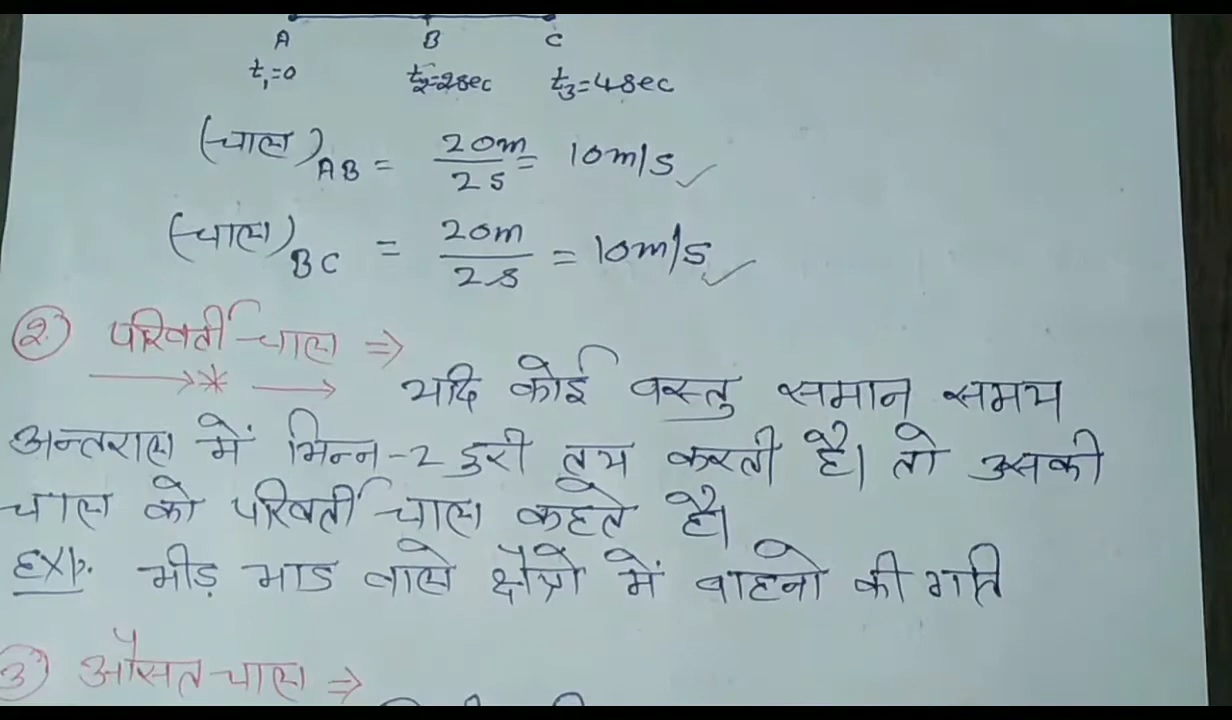 A B C
t₁=0 t₂=2sec t₃=4sec
(चाल)AB = 20m/2s = 10m/s ✓
(चाल)BC = 20m/2s = 10m/s ✓
② परिवर्ती चाल ⇒
यदि कोई वस्तु समान समय
अन्तराल में भिन्न-2 दुरी तय करती है। तो उसकी
चाल को परिवर्ती चाल कहते है।
Exp. भीड़ भाड वाले क्षैत्रो में वाहनो की गति
③ औसत चाल ⇒